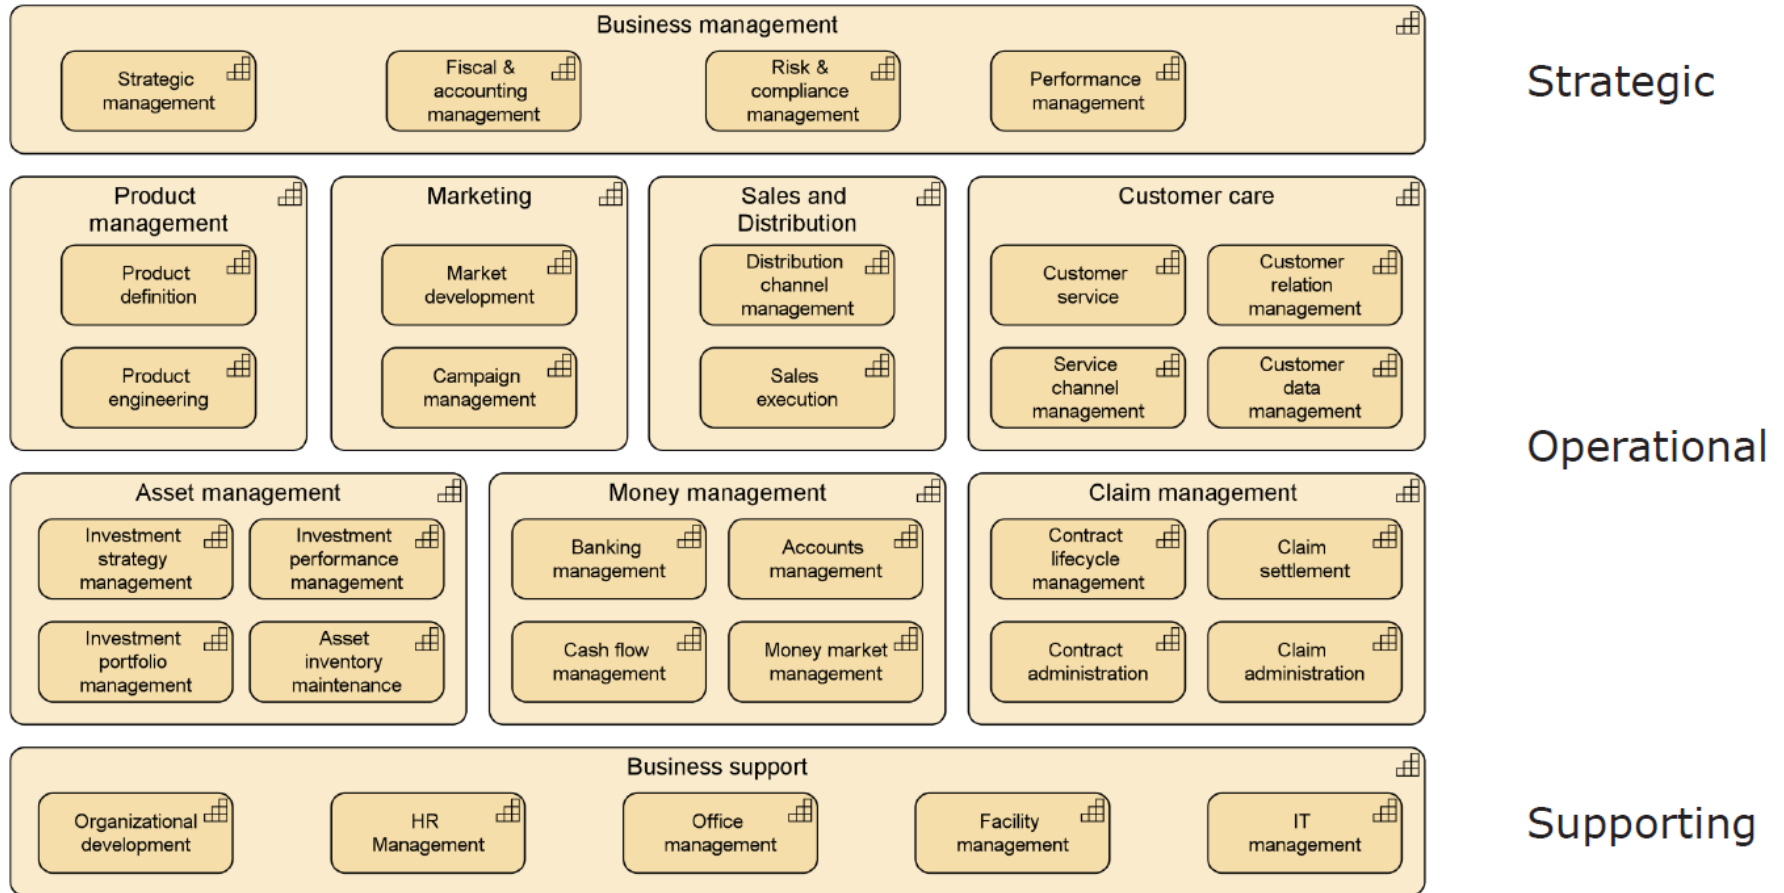 Business management
Strategic
management
Fiscal &
accounting
management
Risk &
compliance
management
Performance
management
Strategic
Product
management
Product
definition
Product
engineering
Marketing
Market
development
Campaign
management
Sales and
Distribution
Distribution
channel
management
Sales
execution
Customer care
Customer
service
Customer
relation
management
Service
channel
management
Customer
data
management
Operational
Asset management
Investment
strategy
management
Investment
performance
management
Investment
portfolio
management
Asset
inventory
maintenance
Money management
Banking
management
Accounts
management
Cash flow
management
Money market
management
Claim management
Contract
lifecycle
management
Claim
settlement
Contract
administration
Claim
administration
Business support
Organizational
development
HR
Management
Office
management
Facility
management
IT
management
Supporting